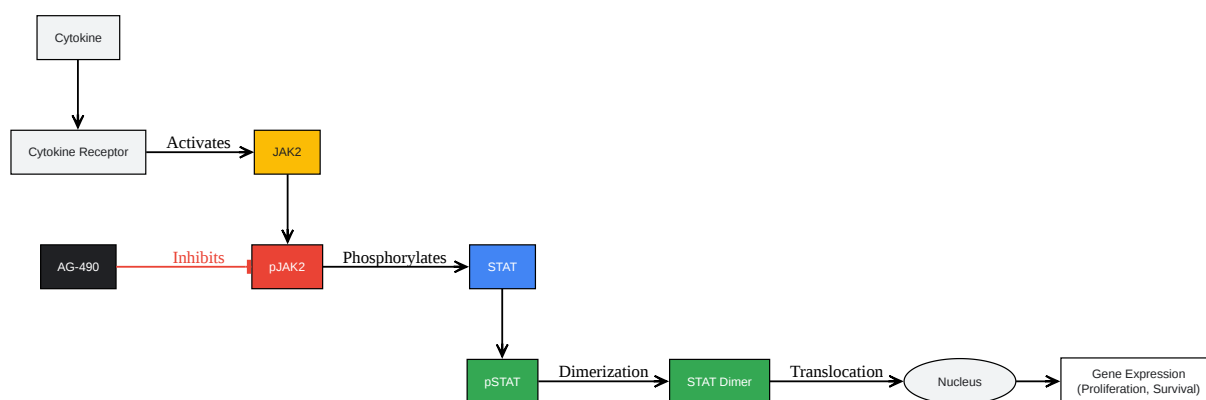 Cytokine
Cytokine Receptor
Activates
JAK2
AG-490
Inhibits
pJAK2
Phosphorylates
STAT
pSTAT
Dimerization
STAT Dimer
Translocation
Nucleus
Gene Expression
(Proliferation, Survival)